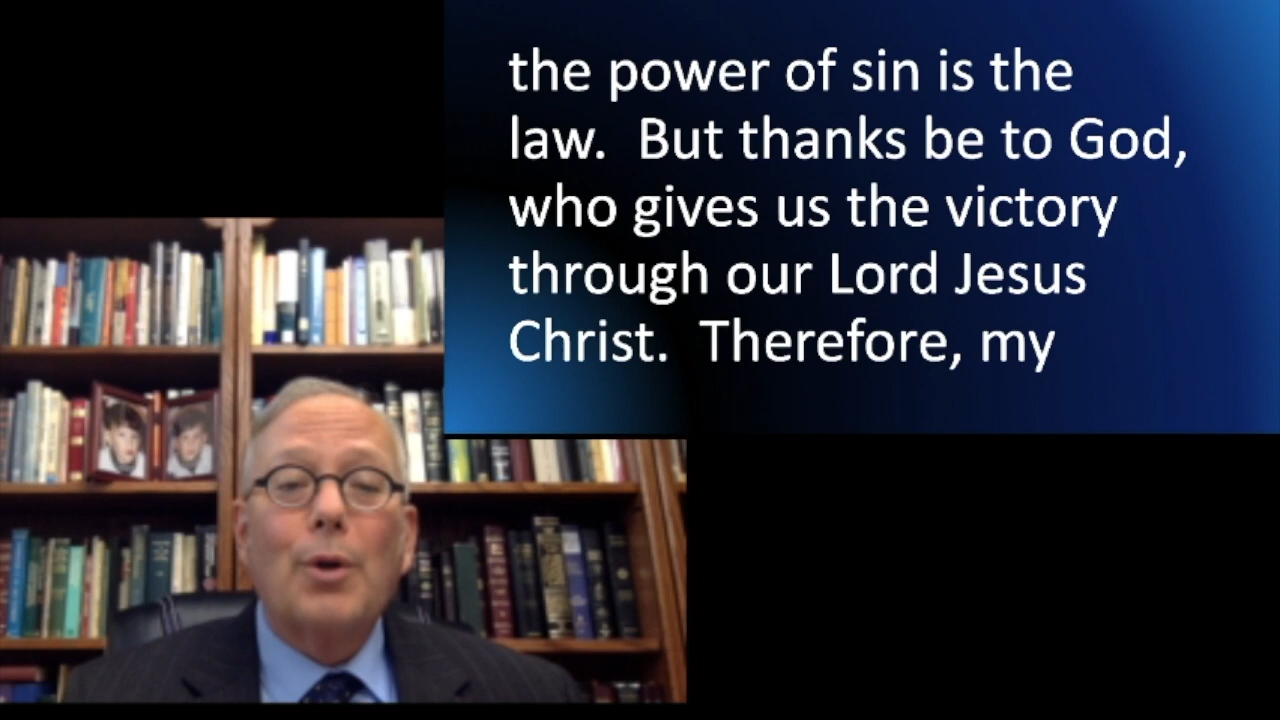 the power of sin is the
law.  But thanks be to God,
who gives us the victory
through our Lord Jesus
Christ.  Therefore, my